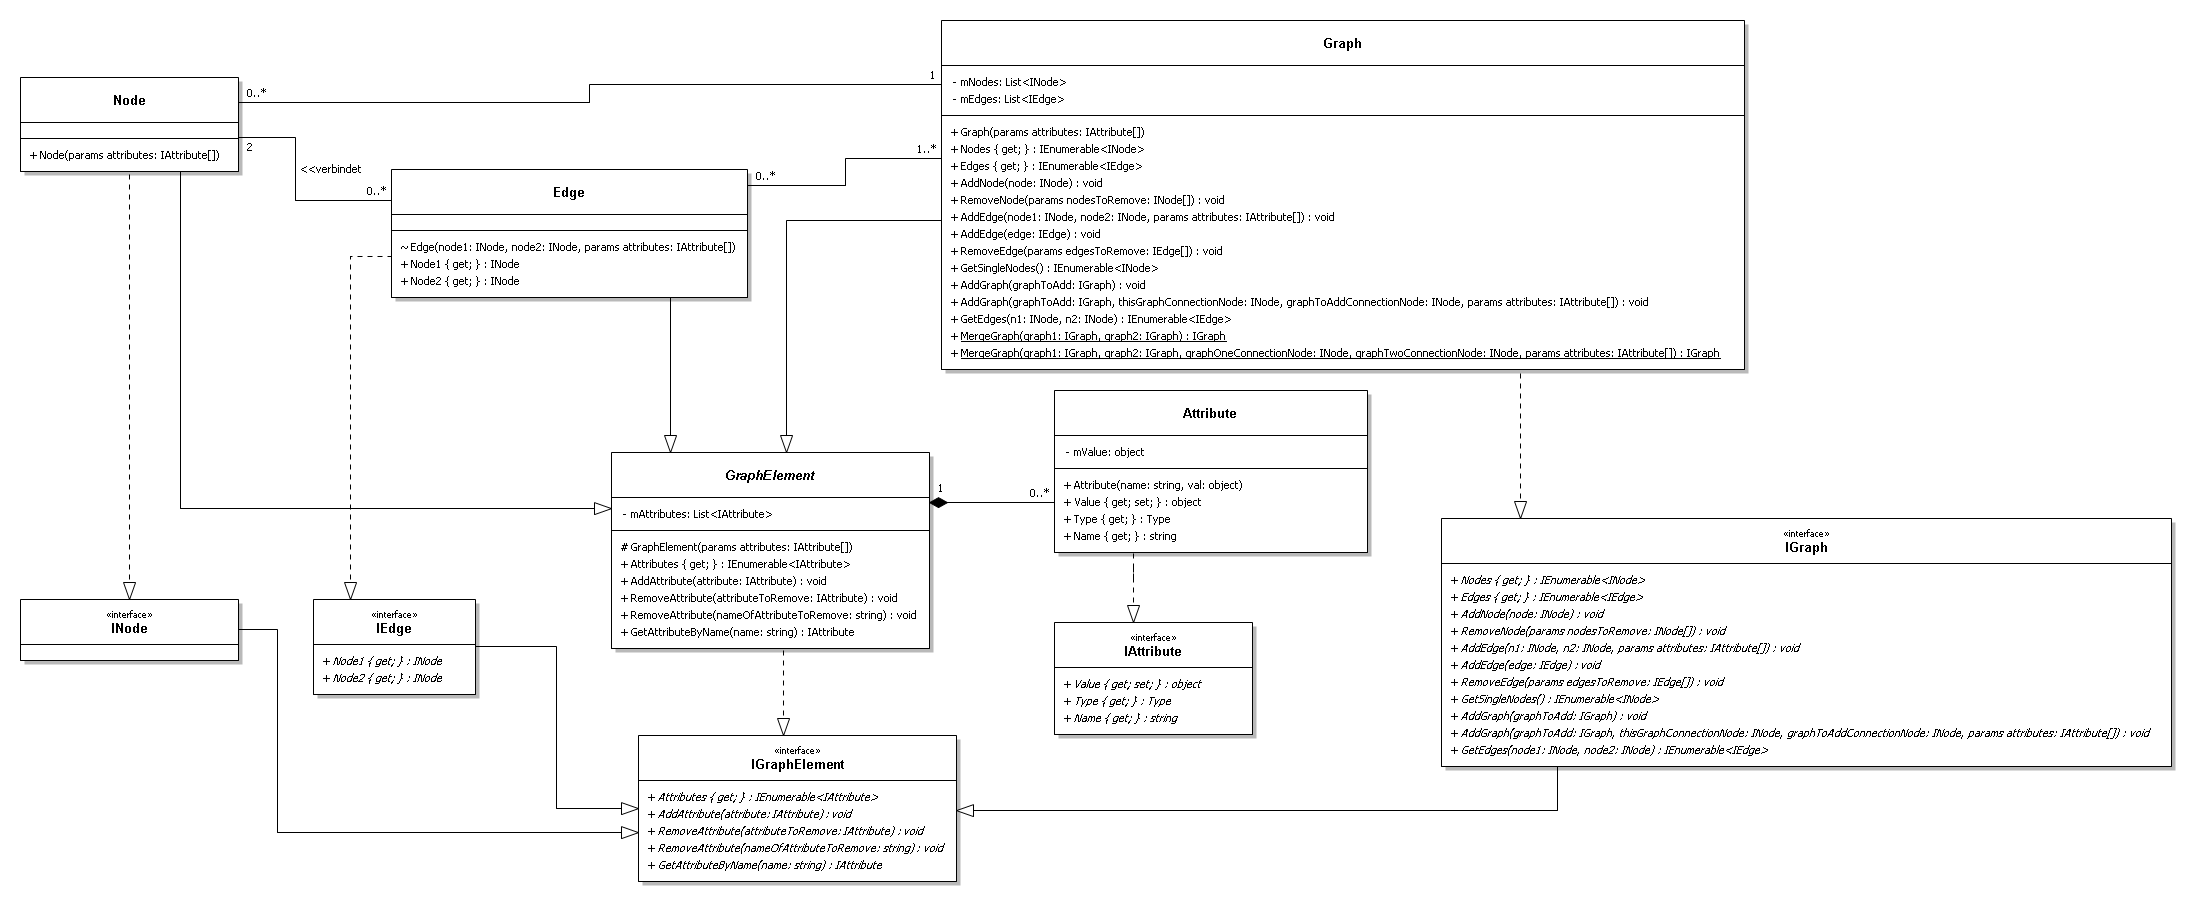 Graph
- mNodes: List<INode>
- mEdges: List<IEdge>
+ Graph(params attributes: IAttribute[])
+ Nodes { get; } : IEnumerable<INode>
+ Edges { get; } : IEnumerable<IEdge>
+ AddNode(node: INode) : void
+ RemoveNode(params nodesToRemove: INode[]) : void
+ AddEdge(node1: INode, node2: INode, params attributes: IAttribute[]) : void
+ AddEdge(edge: IEdge) : void
+ RemoveEdge(params edgesToRemove: IEdge[]) : void
+ GetSingleNodes() : IEnumerable<INode>
+ AddGraph(graphToAdd: IGraph) : void
+ AddGraph(graphToAdd: IGraph, thisGraphConnectionNode: INode, graphToAddConnectionNode: INode, params attributes: IAttribute[]) : void
+ GetEdges(n1: INode, n2: INode) : IEnumerable<IEdge>
+ MergeGraph(graph1: IGraph, graph2: IGraph) : IGraph
+ MergeGraph(graph1: IGraph, graph2: IGraph, graphOneConnectionNode: INode, graphTwoConnectionNode: INode, params attributes: IAttribute[]) : IGraph
Node
+ Node(params attributes: IAttribute[])
0..*
1
2
<<verbindet
0..*
Edge
~ Edge(node1: INode, node2: INode, params attributes: IAttribute[])
+ Node1 { get; } : INode
+ Node2 { get; } : INode
0..*
1..*
GraphElement
- mAttributes: List<IAttribute>
# GraphElement(params attributes: IAttribute[])
+ Attributes { get; } : IEnumerable<IAttribute>
+ AddAttribute(attribute: IAttribute) : void
+ RemoveAttribute(attributeToRemove: IAttribute) : void
+ RemoveAttribute(nameOfAttributeToRemove: string) : void
+ GetAttributeByName(name: string) : IAttribute
1
0..*
Attribute
- mValue: object
+ Attribute(name: string, val: object)
+ Value { get; set; } : object
+ Type { get; } : Type
+ Name { get; } : string
«interface»
IGraph
+ Nodes { get; } : IEnumerable<INode>
+ Edges { get; } : IEnumerable<IEdge>
+ AddNode(node: INode) : void
+ RemoveNode(params nodesToRemove: INode[]) : void
+ AddEdge(n1: INode, n2: INode, params attributes: IAttribute[]) : void
+ AddEdge(edge: IEdge) : void
+ RemoveEdge(params edgesToRemove: IEdge[]) : void
+ GetSingleNodes() : IEnumerable<INode>
+ AddGraph(graphToAdd: IGraph) : void
+ AddGraph(graphToAdd: IGraph, thisGraphConnectionNode: INode, graphToAddConnectionNode: INode, params attributes: IAttribute[]) : void
+ GetEdges(node1: INode, node2: INode) : IEnumerable<IEdge>
«interface»
INode
«interface»
IEdge
+ Node1 { get; } : INode
+ Node2 { get; } : INode
«interface»
IAttribute
+ Value { get; set; } : object
+ Type { get; } : Type
+ Name { get; } : string
«interface»
IGraphElement
+ Attributes { get; } : IEnumerable<IAttribute>
+ AddAttribute(attribute: IAttribute) : void
+ RemoveAttribute(attributeToRemove: IAttribute) : void
+ RemoveAttribute(nameOfAttributeToRemove: string) : void
+ GetAttributeByName(name: string) : IAttribute